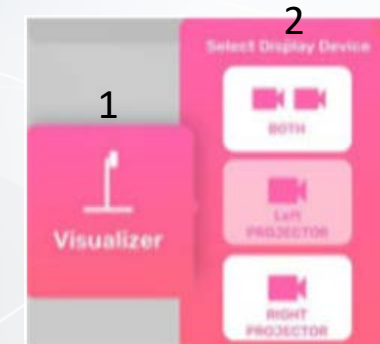 1
2
Visualizer
Select Display Device
BOTH
Left
PROJECTOR
RIGHT
PROJECTOR